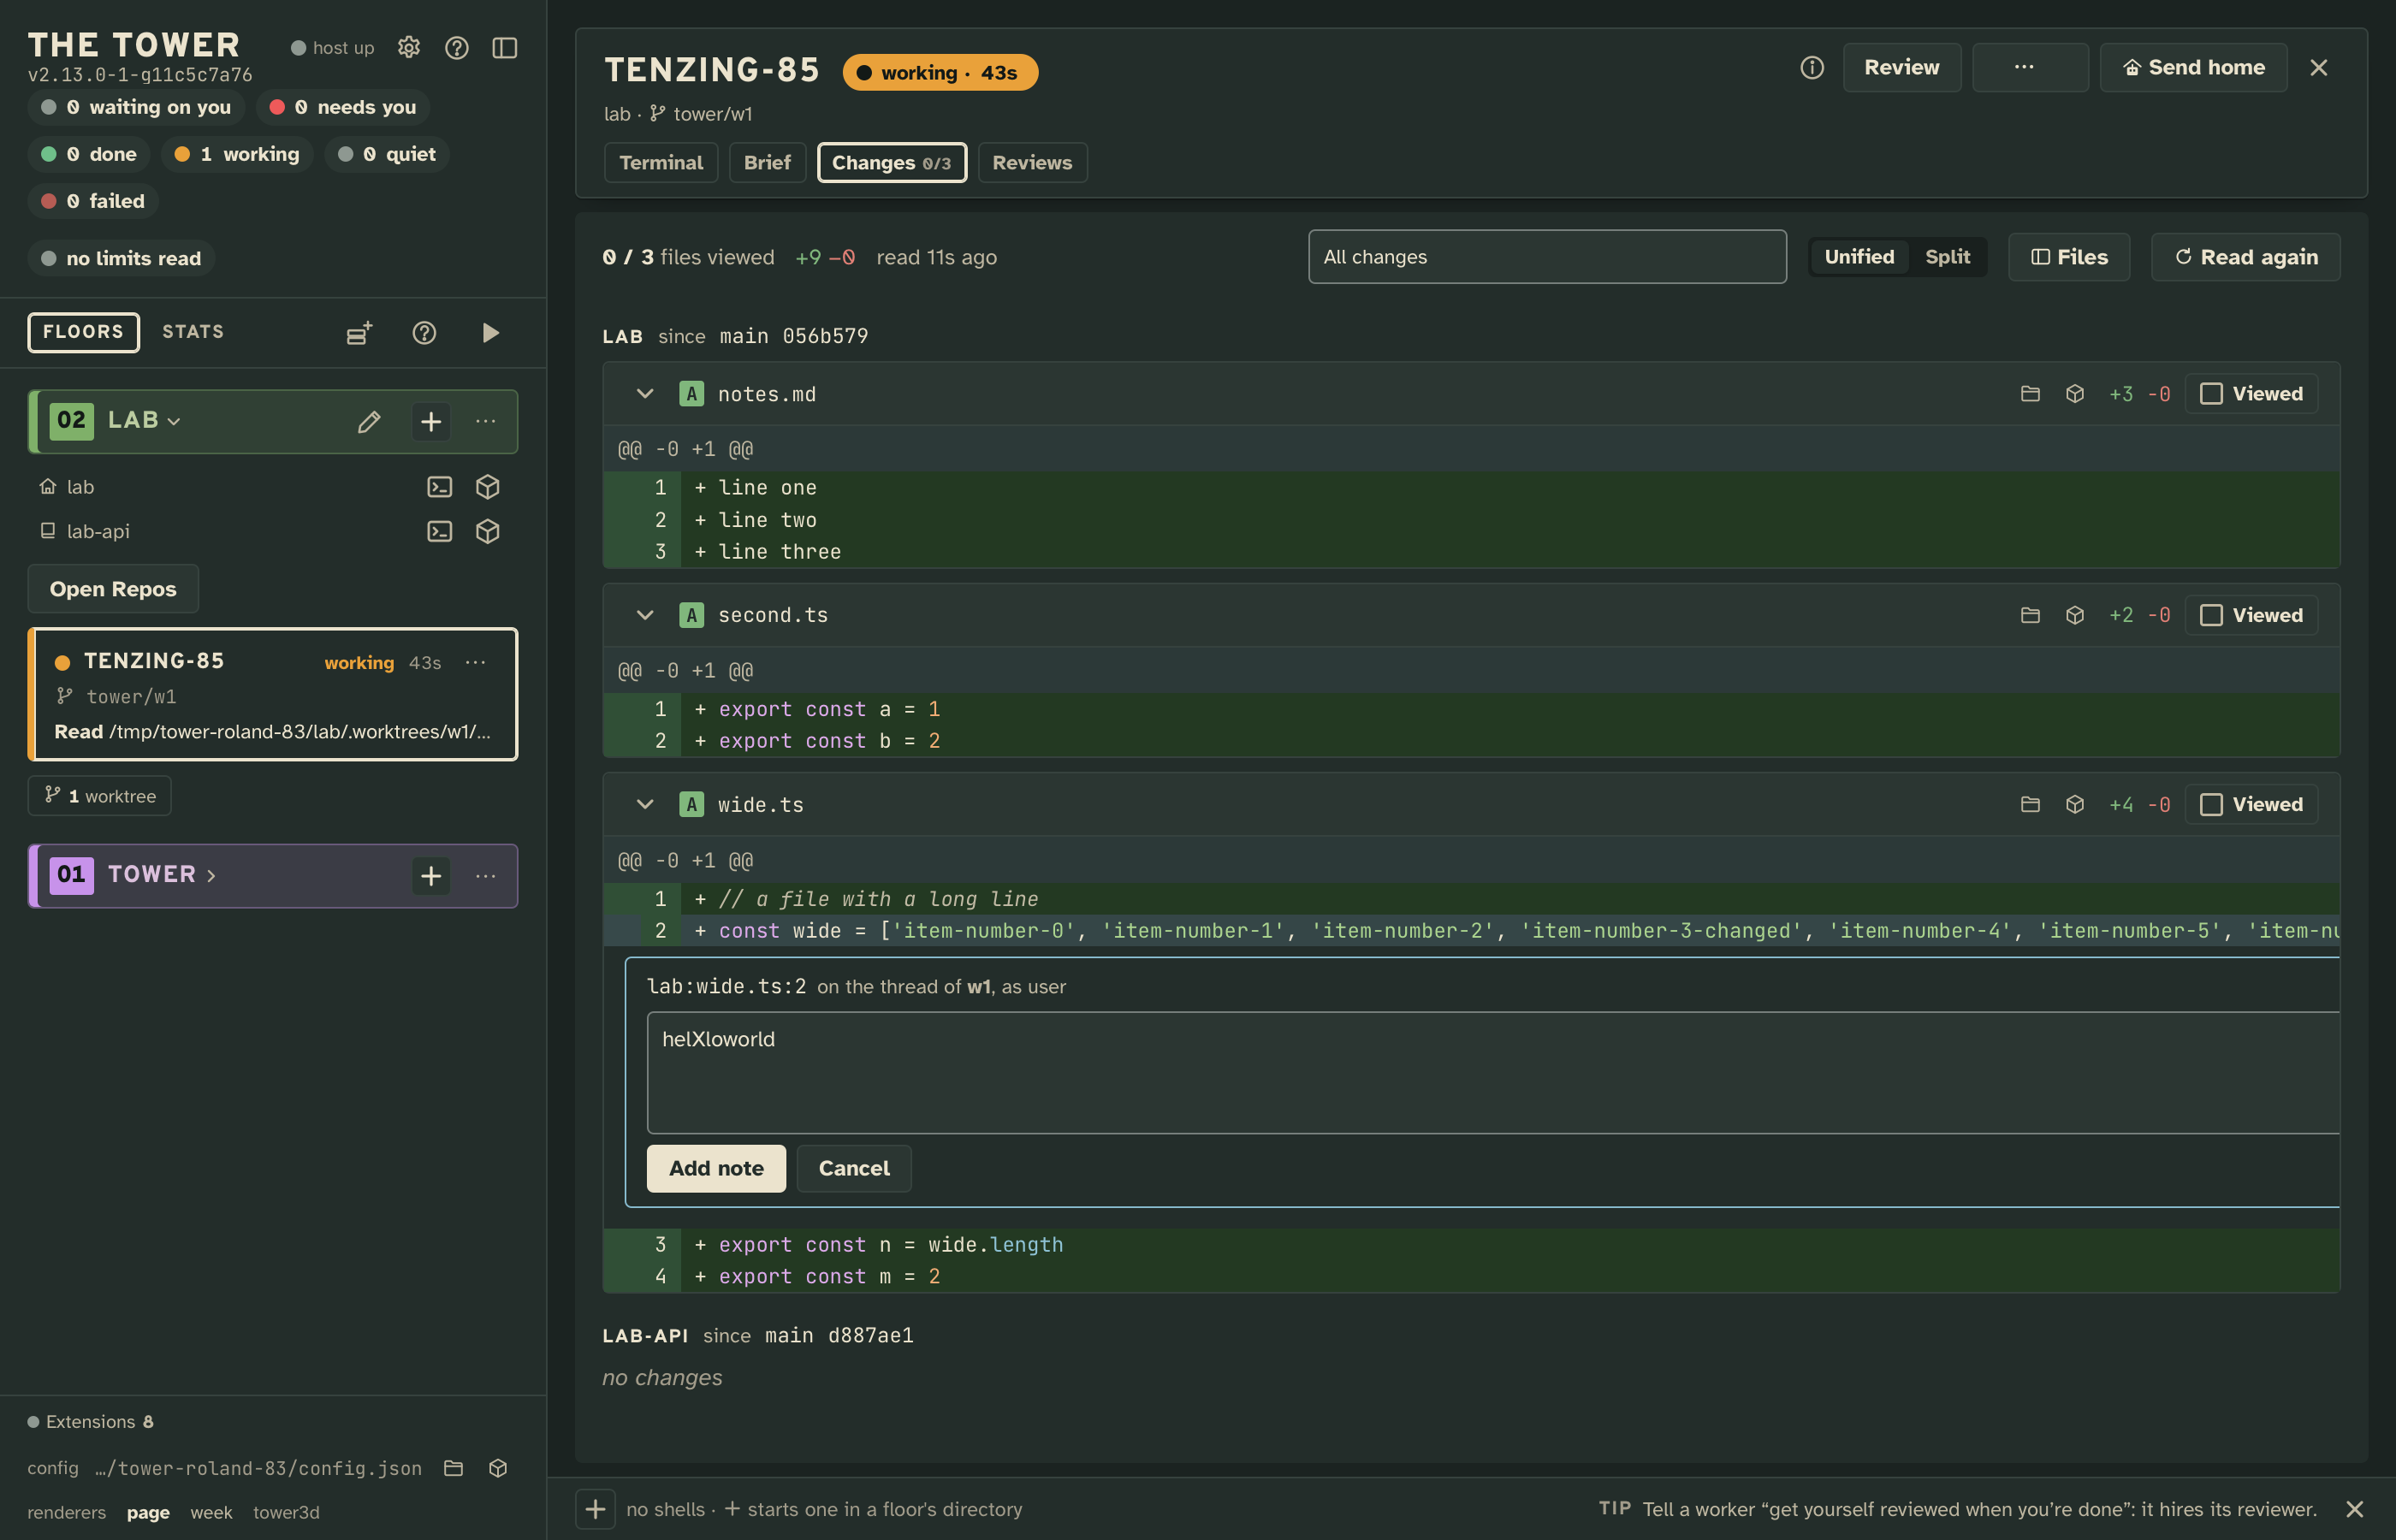 THE TOWER
host up
v2.13.0-1-g11c5c7a76
0 waiting on you
0 needs you
0 done
1 working
0 quiet
0 failed
no limits read
FLOORS
STATS
02 LAB
lab
lab-api
Open Repos
TENZING-85
working 43s ···
tower/w1
Read /tmp/tower-roland-83/lab/.worktrees/w1/...
1 worktree
01 TOWER
Extensions 8
config …/tower-roland-83/config.json
renderers page week tower3d
TENZING-85
working · 43s
Review
···
Send home
lab · tower/w1
Terminal
Brief
Changes 0/3
Reviews
0 / 3 files viewed +9 –0 read 11s ago
All changes
Unified
Split
Files
Read again
LAB since main 056b579
A notes.md
+3 -0
Viewed
@@ -0 +1 @@
1 + line one
2 + line two
3 + line three
A second.ts
+2 -0
Viewed
@@ -0 +1 @@
1 + export const a = 1
2 + export const b = 2
A wide.ts
+4 -0
Viewed
@@ -0 +1 @@
1 + // a file with a long line
2 + const wide = ['item-number-0', 'item-number-1', 'item-number-2', 'item-number-3-changed', 'item-number-4', 'item-number-5', 'item-nu
lab:wide.ts:2 on the thread of w1, as user
helXloworld
Add note
Cancel
3 + export const n = wide.length
4 + export const m = 2
LAB-API since main d887ae1
no changes
no shells · + starts one in a floor's directory
TIP Tell a worker “get yourself reviewed when you’re done”: it hires its reviewer.